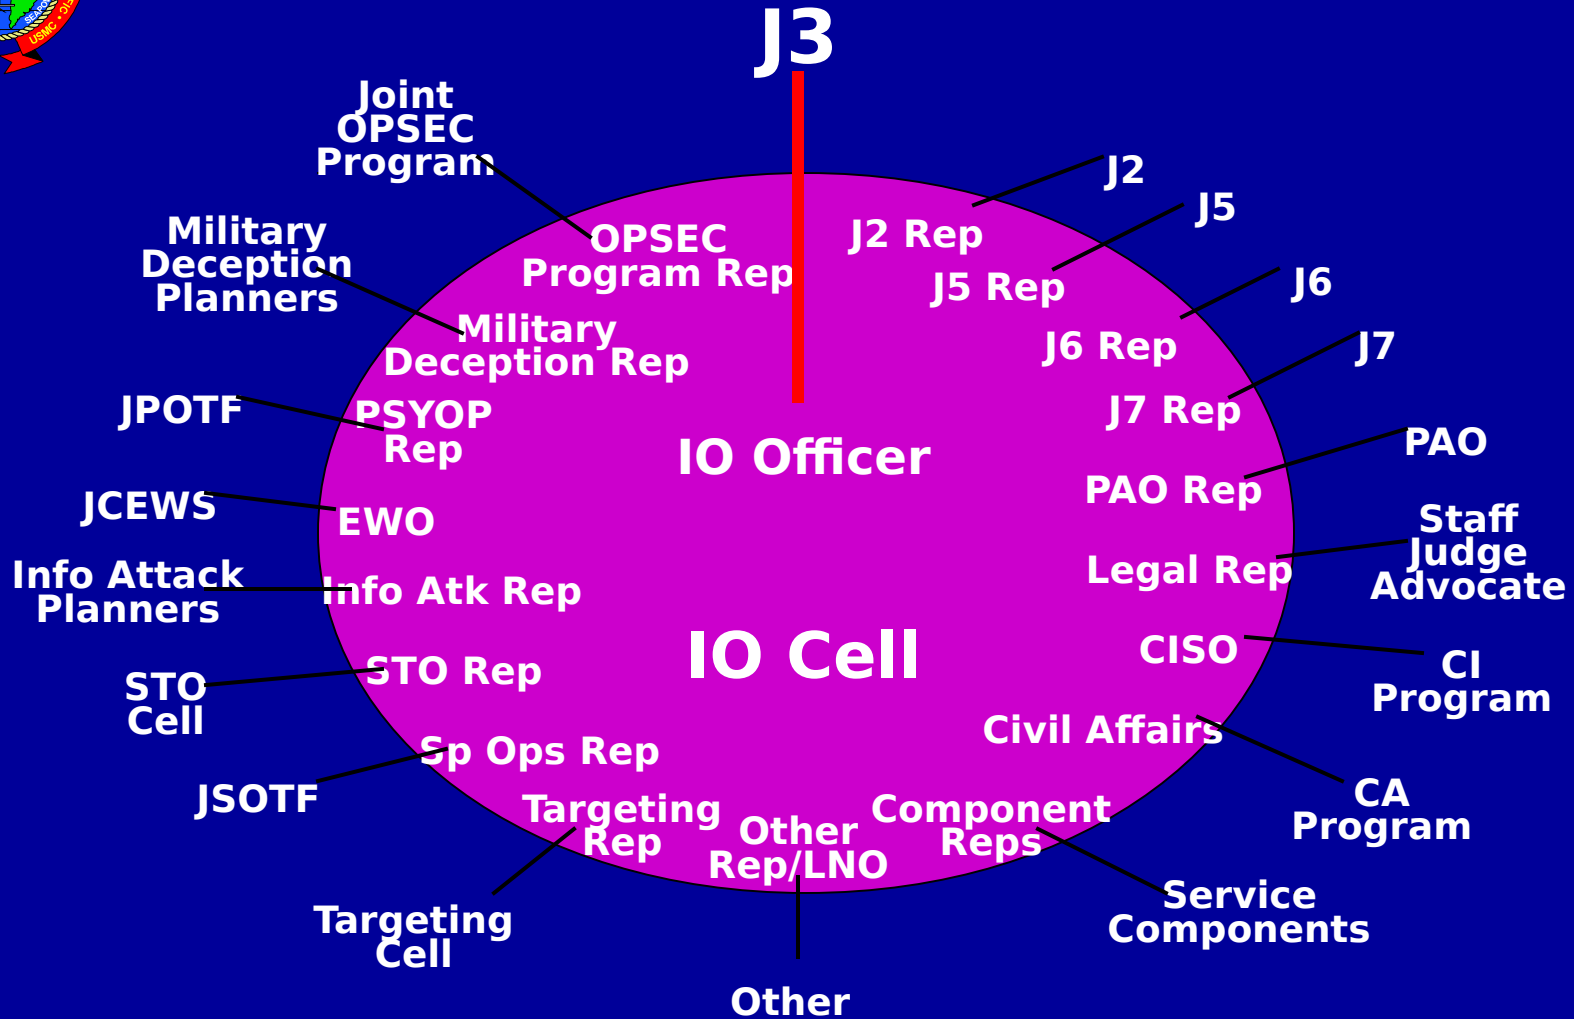 SEAPO
USMC •
J3
Joint
OPSEC
Program
J2
J5
Military
Deception
Planners
OPSEC
Program Rep
J2 Rep
J5 Rep
J6
Military
Deception Rep
J6 Rep
J7
JPOTF
PSYOP
Rep
J7 Rep
PAO
IO Officer
JCEWS
EWO
PAO Rep
Staff
Judge
Advocate
Info Attack
Planners
Info Atk Rep
Legal Rep
IO Cell
CISO
CI
Program
STO
Cell
STO Rep
Civil Affairs
Sp Ops Rep
JSOTF
CA
Program
Targeting
Rep
Other
Rep/LNO
Component
Reps
Service
Components
Targeting
Cell
Other